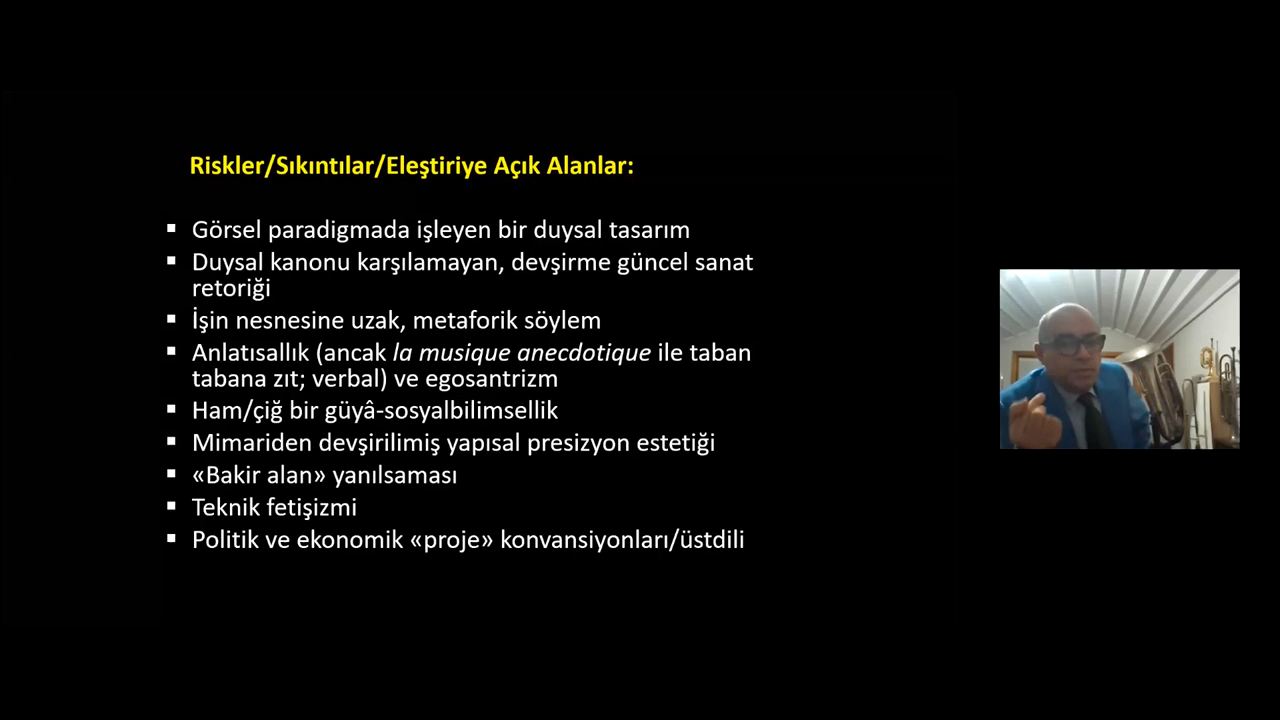 Riskler/Sıkıntılar/Eleştiriye Açık Alanlar:
▪ Görsel paradigmada işleyen bir duysal tasarım
▪ Duysal kanonu karşılamayan, devşirme güncel sanat
retoriği
▪ İşin nesnesine uzak, metaforik söylem
▪ Anlatısallık (ancak la musique anecdotique ile taban
tabana zıt; verbal) ve egosantrizm
▪ Ham/çiğ bir güyâ-sosyalbilimsellik
▪ Mimariden devşirilimiş yapısal presizyon estetiği
▪ «Bakir alan» yanılsaması
▪ Teknik fetişizmi
▪ Politik ve ekonomik «proje» konvansiyonları/üstdili